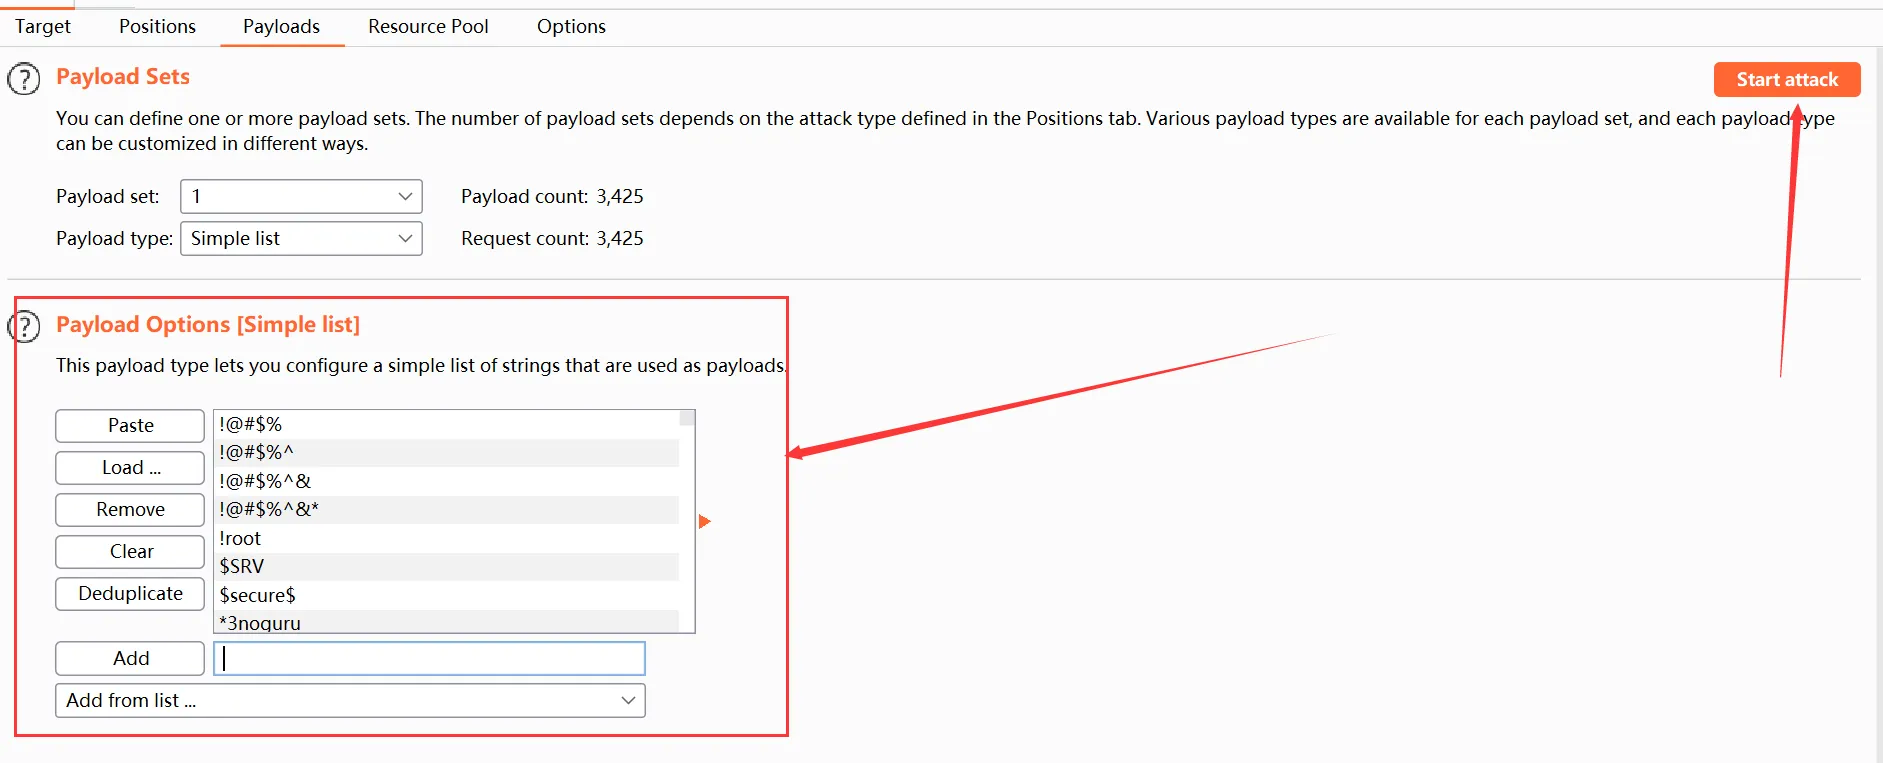 Target Positions Payloads Resource Pool Options
? Payload Sets
Start attack
You can define one or more payload sets. The number of payload sets depends on the attack type defined in the Positions tab. Various payload types are available for each payload set, and each payload type
can be customized in different ways.
Payload set: 1 Payload count: 3,425
Payload type: Simple list Request count: 3,425
? Payload Options [Simple list]
This payload type lets you configure a simple list of strings that are used as payloads.
Paste
Load ...
Remove
Clear
Deduplicate
!@#$%
!@#$%^
!@#$%^&
!@#$%^&*
!root
$SRV
$secure$
*3noguru
Add
Add from list ...